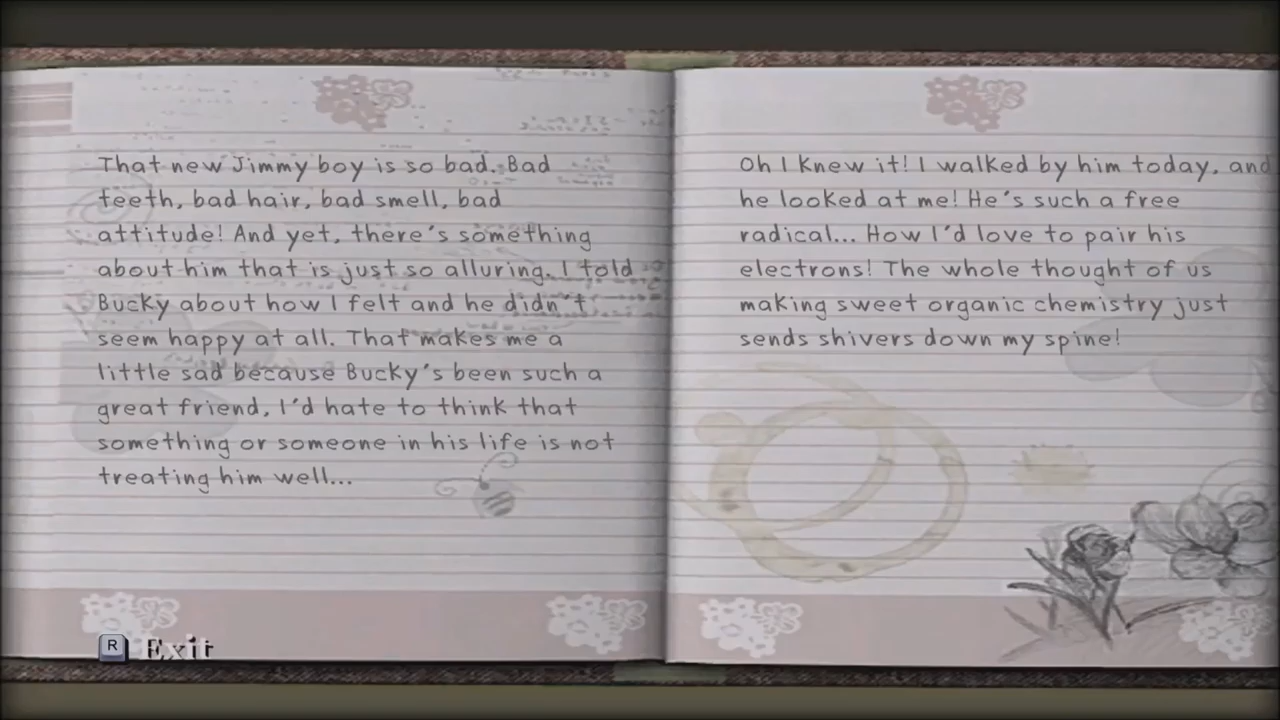 That new Jimmy boy is so bad. Bad
teeth, bad hair, bad smell, bad
attitude! And yet, there's something
about him that is just so alluring. I told
Bucky about how I felt and he didn't
seem happy at all. That makes me a
little sad because Bucky's been such a
great friend, I'd hate to think that
something or someone in his life is not
treating him well...
Oh I knew it! I walked by him today, and
he looked at me! He's such a free
radical... How I'd love to pair his
electrons! The whole thought of us
making sweet organic chemistry just
sends shivers down my spine!
R Exit